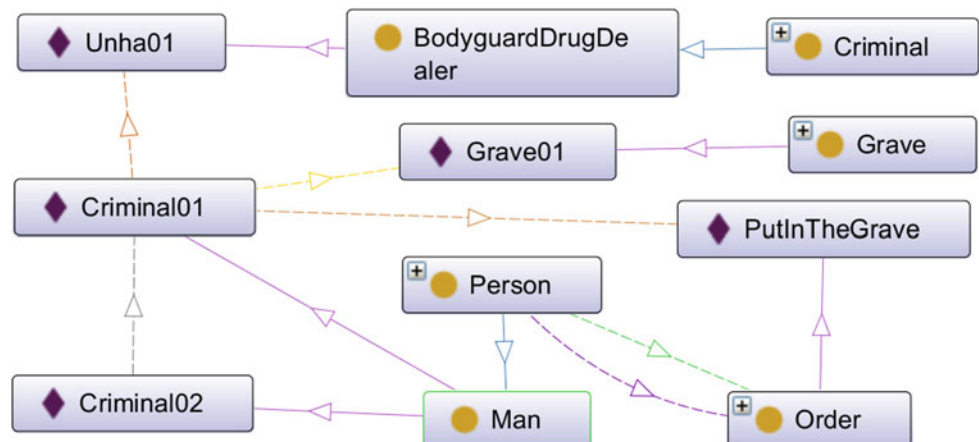 Unha01
BodyguardDrugDe
aler
Criminal
Grave01
Grave
Criminal01
PutInTheGrave
Person
Criminal02
Man
Order